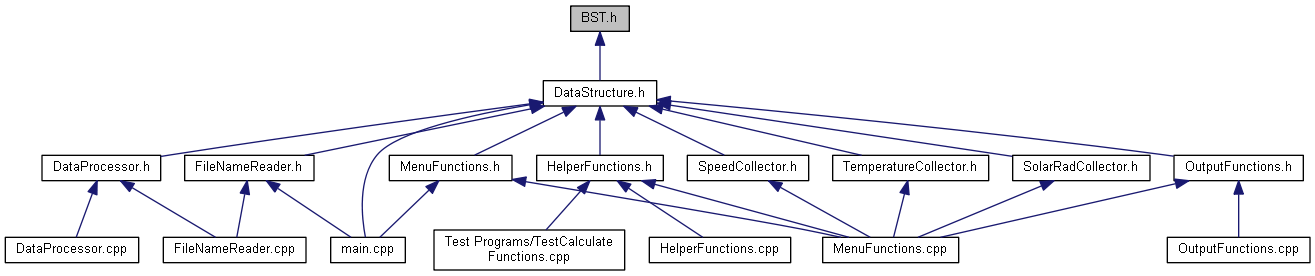 BST.h
DataStructure.h
DataProcessor.h
FileNameReader.h
MenuFunctions.h
HelperFunctions.h
SpeedCollector.h
TemperatureCollector.h
SolarRadCollector.h
OutputFunctions.h
DataProcessor.cpp
FileNameReader.cpp
main.cpp
Test Programs/TestCalculate
Functions.cpp
HelperFunctions.cpp
MenuFunctions.cpp
OutputFunctions.cpp